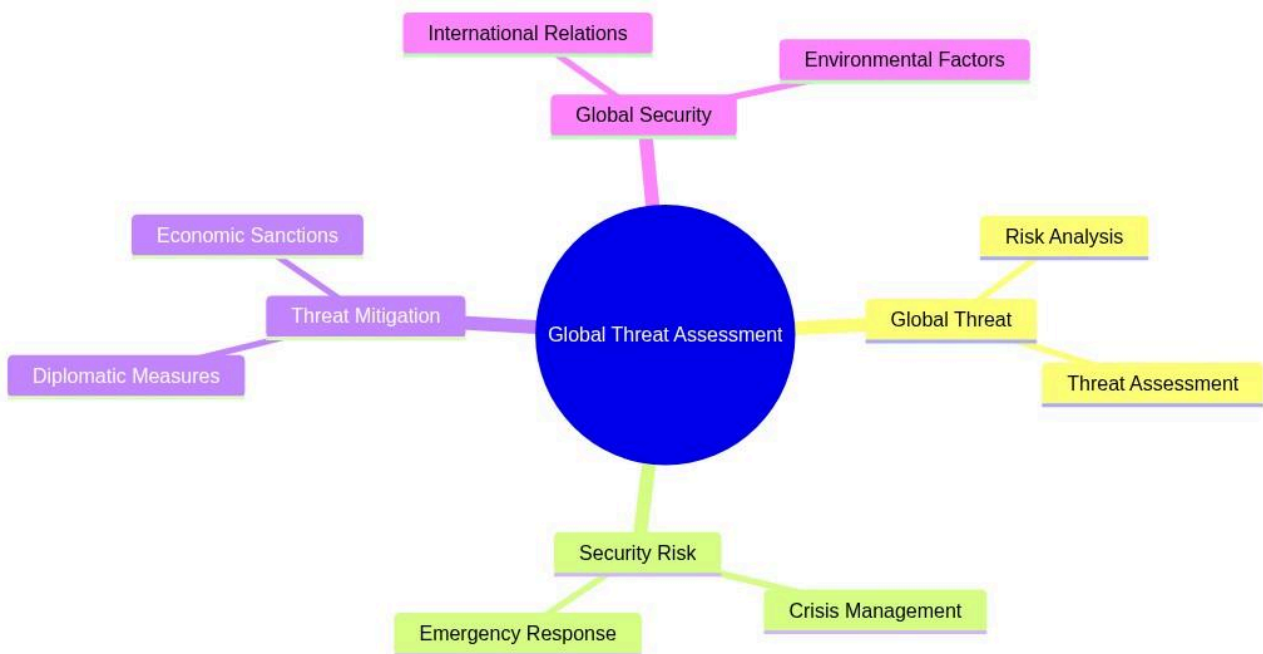 International Relations
Environmental Factors
Global Security
Economic Sanctions
Risk Analysis
Threat Mitigation
Global Threat
Global Threat Assessment
Diplomatic Measures
Threat Assessment
Security Risk
Crisis Management
Emergency Response